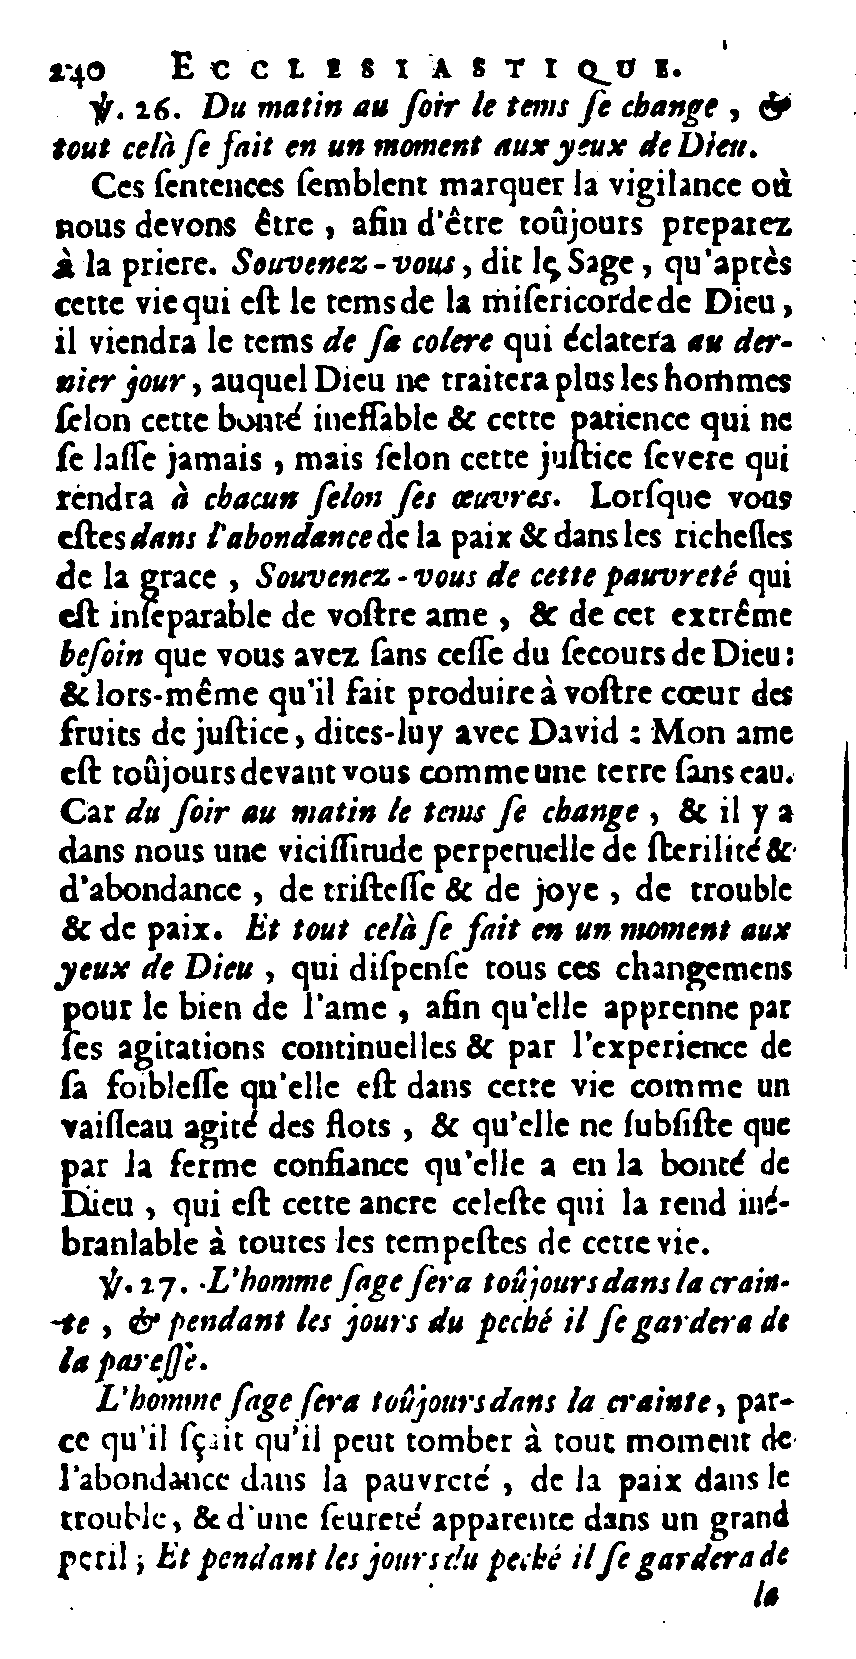 240 ECCLESIASTIQUE.
℣. 26. Du matin au ſoir le tems ſe change, &
tout celà ſe fait en un moment aux yeux de Dieu.
Ces ſentences ſemblent marquer la vigilance où
nous devons être, afin d'être toûjours preparez
à la priere. Souvenez-vous, dit le Sage, qu'après
cette vie qui eſt le tems de la miſericorde de Dieu,
il viendra le tems de ſa colere qui éclatera au der-
nier jour, auquel Dieu ne traitera plus les hommes
ſelon cette bonté ineffable & cette patience qui ne
ſe laſſe jamais, mais ſelon cette juſtice ſevere qui
rendra à chacun ſelon ſes œuvres. Lorſque vous
eſtes dans l'abondance de la paix & dans les richeſſes
de la grace, Souvenez-vous de cette pauvreté qui
eſt inſeparable de voſtre ame, & de cet extrême
beſoin que vous avez ſans ceſſe du ſecours de Dieu:
& lors-même qu'il fait produire à voſtre cœur des
fruits de juſtice, dites-luy avec David : Mon ame
eſt toûjours devant vous comme une terre ſans eau.
Car du ſoir au matin le tems ſe change, & il y a
dans nous une viciſſitude perpetuelle de ſterilité &
d'abondance, de triſteſſe & de joye, de trouble
& de paix. Et tout celà ſe fait en un moment aux
yeux de Dieu, qui diſpenſe tous ces changemens
pour le bien de l'ame, afin qu'elle apprenne par
ſes agitations continuelles & par l'experience de
ſa foibleſſe qu'elle eſt dans cette vie comme un
vaiſſeau agité des flots, & qu'elle ne ſubſiſte que
par la ferme confiance qu'elle a en la bonté de
Dieu, qui eſt cette ancre celeſte qui la rend iné-
branlable à toutes les tempeſtes de cette vie.
℣. 27. L'homme ſage ſera toûjours dans la crain-
te, & pendant les jours du peché il ſe gardera de
la pareſſe.
L'homme ſage ſera toûjours dans la crainte, par-
ce qu'il ſçait qu'il peut tomber à tout moment de
l'abondance dans la pauvreté, de la paix dans le
trouble, & d'une ſeureté apparente dans un grand
peril; Et pendant les jours du peché il ſe gardera de
la